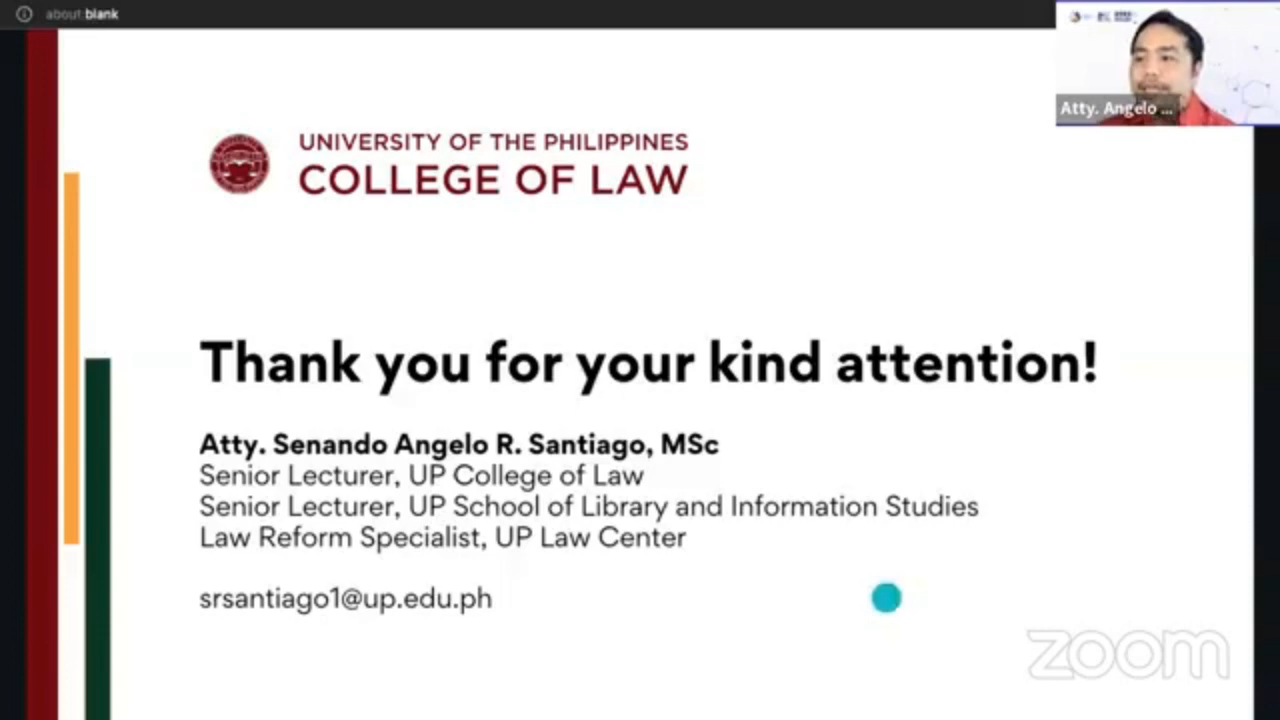 about:blank
Atty. Angelo ...
UNIVERSITY OF THE PHILIPPINES
COLLEGE OF LAW
Thank you for your kind attention!
Atty. Senando Angelo R. Santiago, MSc
Senior Lecturer, UP College of Law
Senior Lecturer, UP School of Library and Information Studies
Law Reform Specialist, UP Law Center
srsantiago1@up.edu.ph
zoom